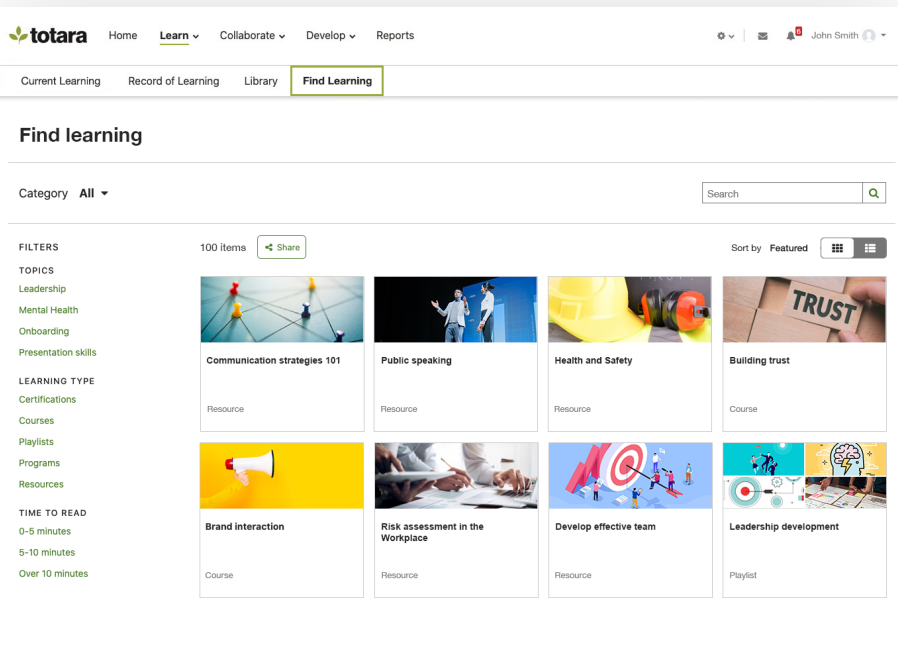 totara
Home
Learn
Collaborate
Develop
Reports
6
John Smith
Current Learning
Record of Learning
Library
Find Learning
Find learning
Category All
Search
FILTERS
TOPICS
Leadership
Mental Health
Onboarding
Presentation skills
LEARNING TYPE
Certifications
Courses
Playlists
Programs
Resources
TIME TO READ
0-5 minutes
5-10 minutes
Over 10 minutes
100 items
Share
Sort by Featured
Communication strategies 101
Resource
Public speaking
Resource
Health and Safety
Resource
TRUST
Building trust
Course
Brand interaction
Course
Risk assessment in the
Workplace
Resource
Develop effective team
Resource
Leadership development
Playlist